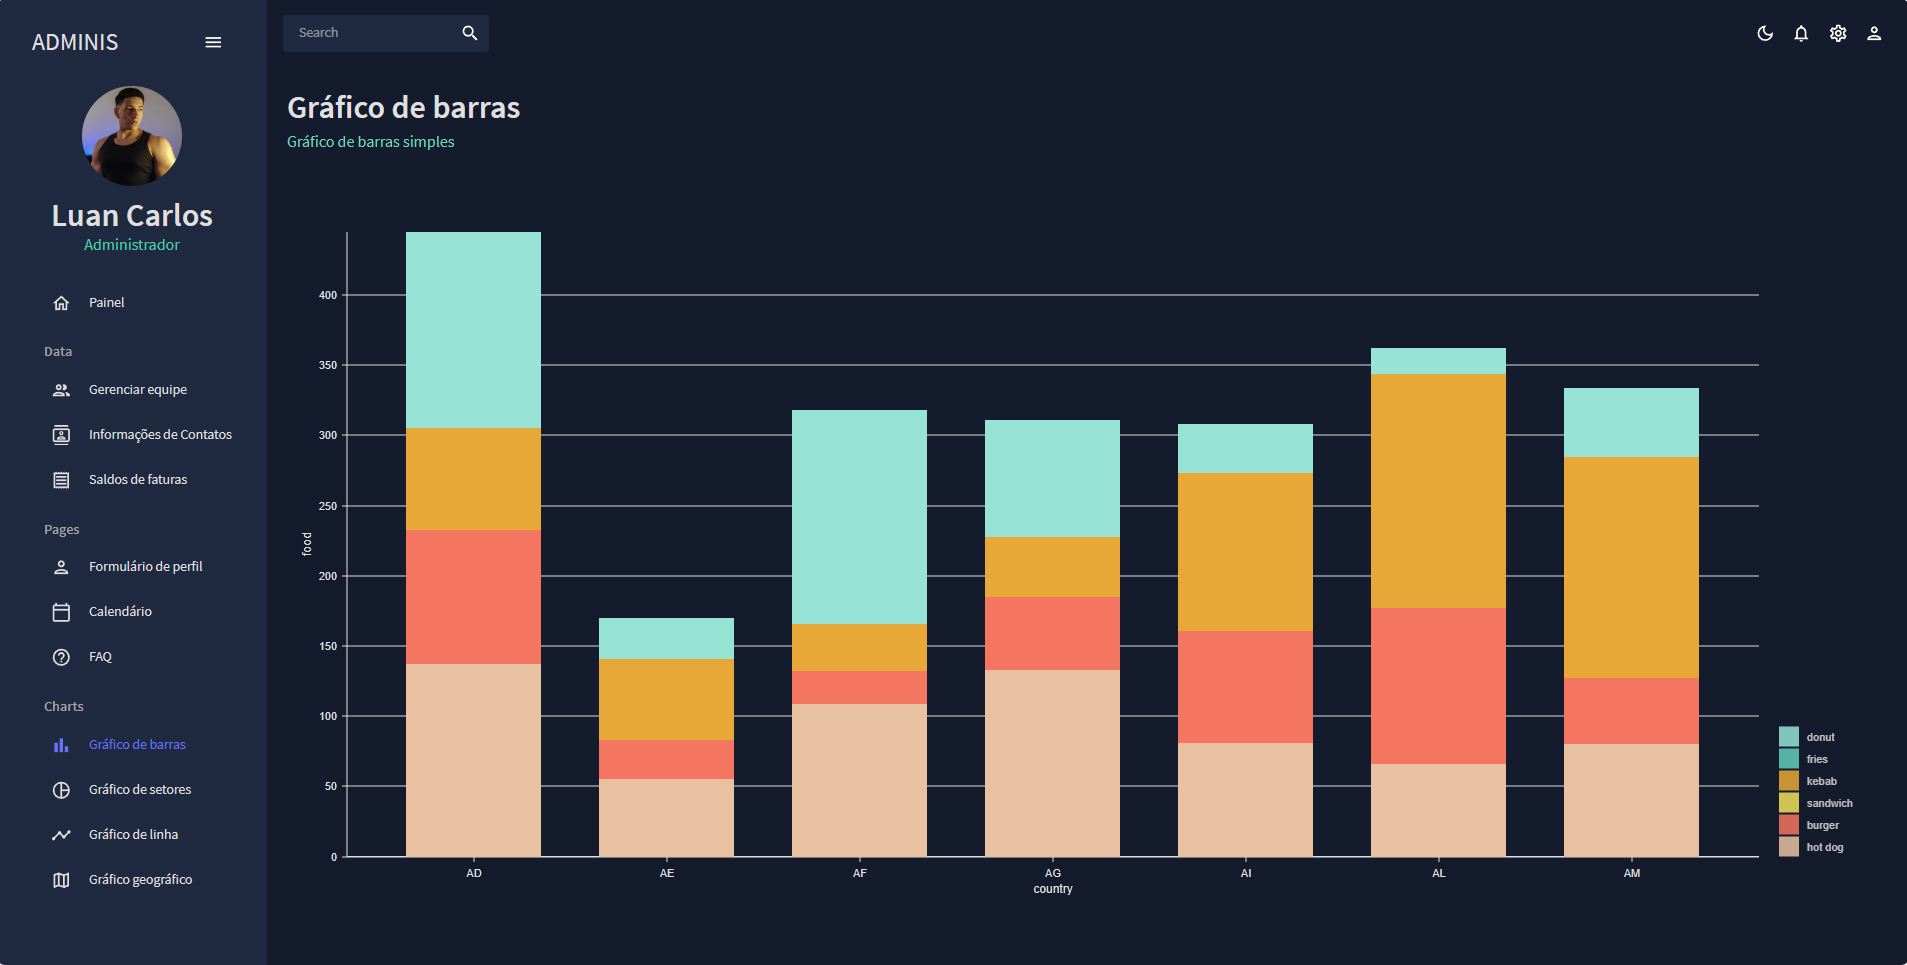 ADMINIS
Search
Luan Carlos
Administrador
Painel
Data
Gerenciar equipe
Informações de Contatos
Saldos de faturas
Pages
Formulário de perfil
Calendário
FAQ
Charts
Gráfico de barras
Gráfico de setores
Gráfico de linha
Gráfico geográfico
Gráfico de barras
Gráfico de barras simples
food
400
350
300
250
200
150
100
50
0
AD AE AF AG AI AL AM
country
donut
fries
kebab
sandwich
burger
hot dog